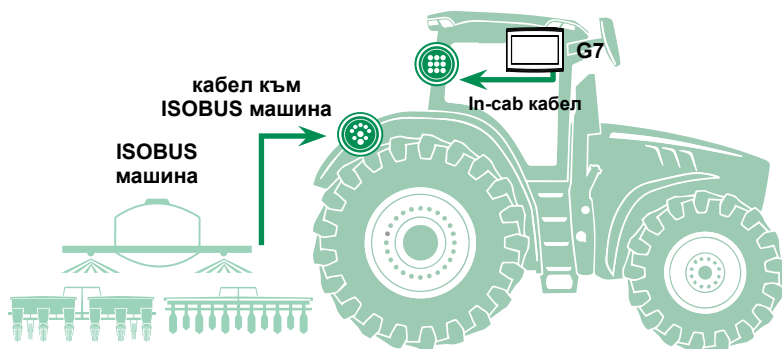 G7
кабел към
ISOBUS машина
In-cab кабел
ISOBUS
машина